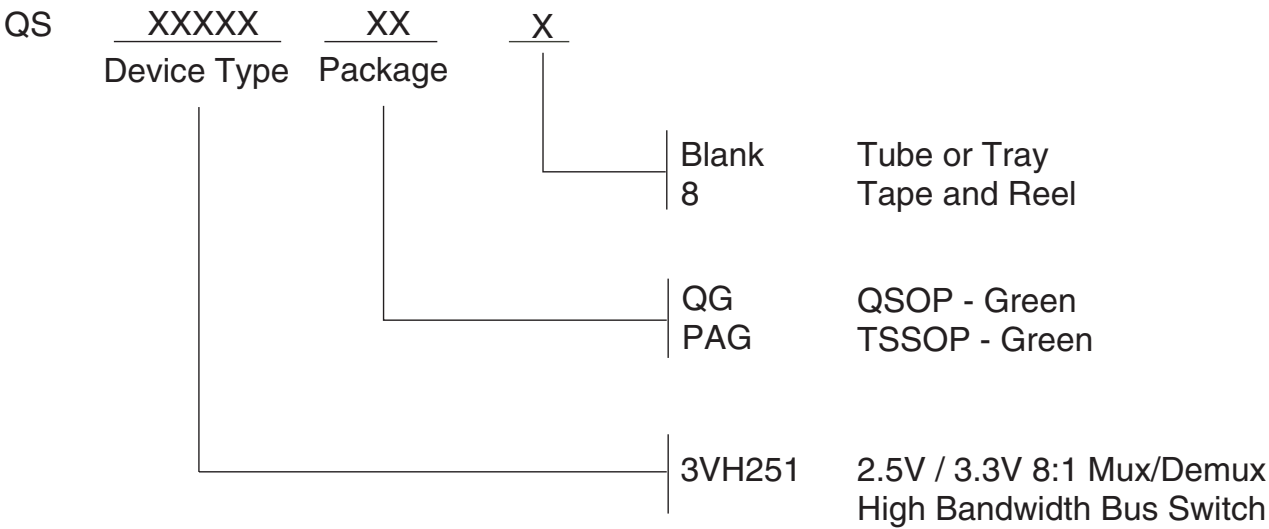 QS XXXXX XX X
Device Type Package
Blank Tube or Tray
8 Tape and Reel
QG QSOP - Green
PAG TSSOP - Green
3VH251 2.5V / 3.3V 8:1 Mux/Demux
High Bandwidth Bus Switch